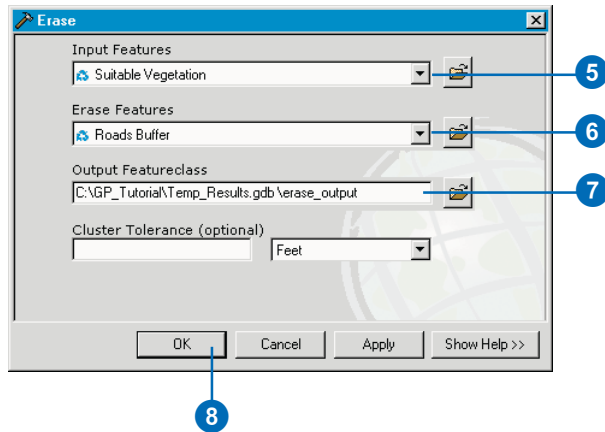 Erase
Input Features
Suitable Vegetation
5
Erase Features
Roads Buffer
6
Output Featureclass
C:\GP_Tutorial\Temp_Results.gdb \erase_output
7
Cluster Tolerance (optional)
Feet
OK Cancel Apply Show Help >>
8